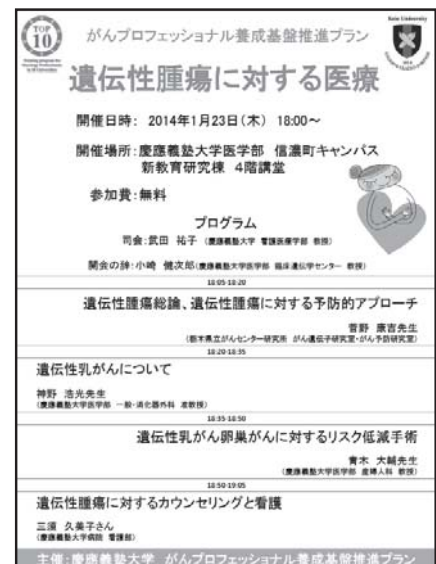 TOP
10
Keio University
がんプロフェッショナル養成基盤推進プラン
遺伝性腫瘍に対する医療
開催日時： 2014年1月23日(木) 18:00～
開催場所：慶應義塾大学医学部 信濃町キャンパス
新教育研究棟 4階講堂
参加費：無料
プログラム
司会：武田 祐子 (慶應義塾大学 看護医療学部 教授)
開会の辞：小崎 健次郎(慶應義塾大学医学部 臨床遺伝学センター 教授)
18:05-18:20
遺伝性腫瘍総論、遺伝性腫瘍に対する予防的アプローチ
菅野 康吉先生
(栃木県立がんセンター研究所 がん遺伝子研究室・がん予防研究室)
18:20-18:35
遺伝性乳がんについて
神野 浩光先生
(慶應義塾大学医学部 一般・消化器外科 准教授)
18:35-18:50
遺伝性乳がん卵巣がんに対するリスク低減手術
青木 大輔先生
(慶應義塾大学医学部 産婦人科 教授)
18:50-19:05
遺伝性腫瘍に対するカウンセリングと看護
三須 久美子さん
(慶應義塾大学病院 看護部)
主催：慶應義塾大学 がんプロフェッショナル養成基盤推進プラン